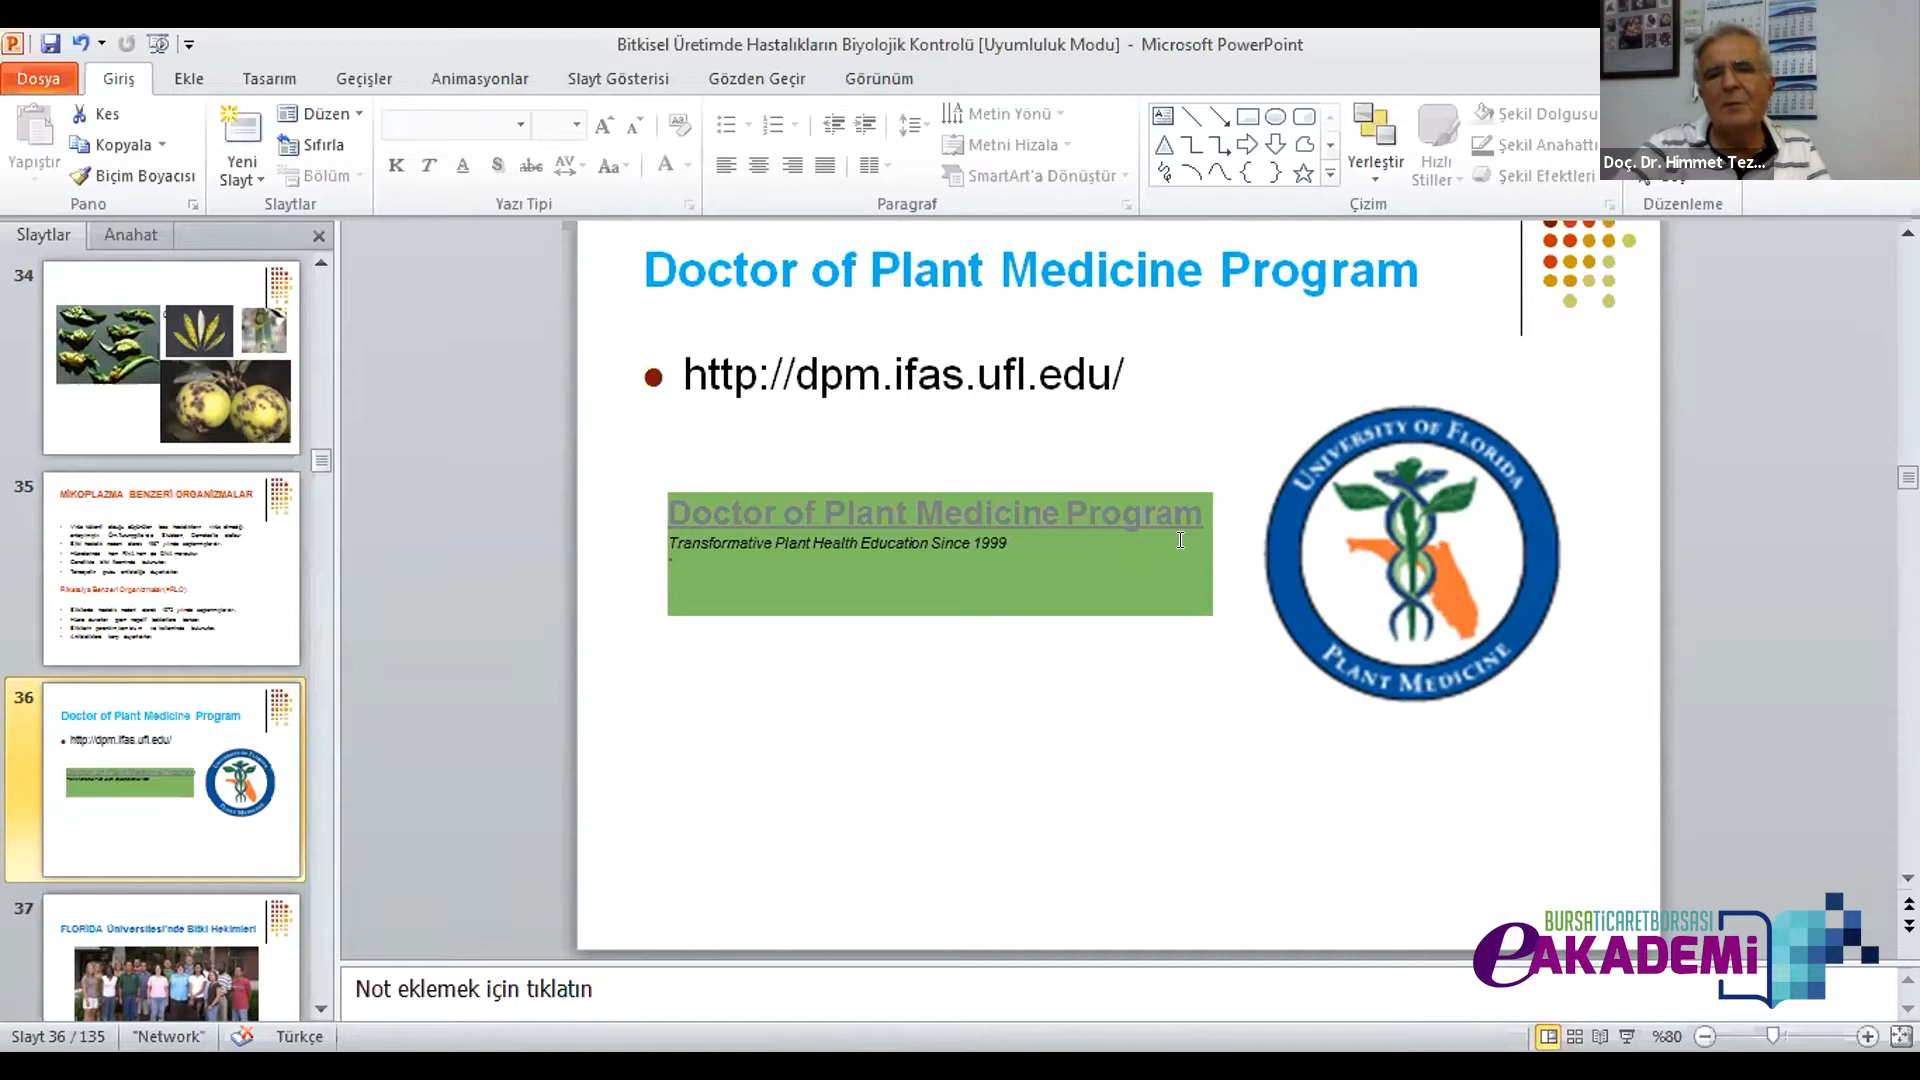 Bitkisel Üretimde Hastalıkların Biyolojik Kontrolü [Uyumluluk Modu] - Microsoft PowerPoint
Dosya
Giriş
Ekle
Tasarım
Geçişler
Animasyonlar
Slayt Gösterisi
Gözden Geçir
Görünüm
Yapıştır
Kes
Kopyala
Biçim Boyacısı
Pano
Yeni
Slayt
Düzen
Sıfırla
Bölüm
Slaytlar
K T A S abc AV Aa A
Yazı Tipi
Metin Yönü
Metni Hizala
SmartArt'a Dönüştür
Paragraf
Yerleştir
Hızlı
Stiller
Şekil Dolgusu
Şekil Anahattı
Şekil Efektleri
Çizim
Düzenleme
Doç. Dr. Himmet Tez...
Slaytlar
Anahat
34
35
MİKOPLAZMA BENZERİ ORGANİZMALAR
36
Doctor of Plant Medicine Program
http://dpm.ifas.ufl.edu/
37
FLORİDA Üniversitesi'nde Bitki Hekimleri
Doctor of Plant Medicine Program
http://dpm.ifas.ufl.edu/
Doctor of Plant Medicine Program
Transformative Plant Health Education Since 1999
UNIVERSITY OF FLORIDA
PLANT MEDICINE
BURSATİCARETBORSASI
eAKADEMİ
Not eklemek için tıklatın
Slayt 36 / 135
"Network"
Türkçe
%80